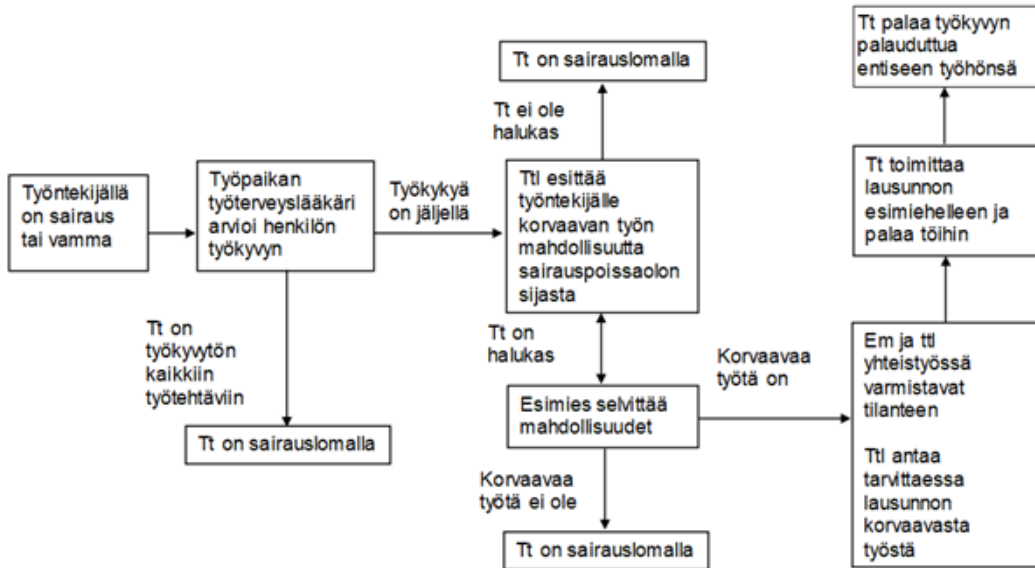 Työntekijällä
on sairaus
tai vamma
Työpaikan
työterveyslääkäri
arvioi henkilön
työkyvyn
Tt on
työkyvytön
kaikkiin
työtehtäviin
Tt on sairauslomalla
Työkykyä
on jäljellä
Tt on sairauslomalla
Tt ei ole
halukas
Ttl esittää
työntekijälle
korvaavan työn
mahdollisuutta
sairauspoissaolon
sijasta
Tt on
halukas
Esimies selvittää
mahdollisuudet
Korvaavaa
työtä ei ole
Tt on sairauslomalla
Korvaavaa
työtä on
Em ja ttl
yhteistyössä
varmistavat
tilanteen
Ttl antaa
tarvittaessa
lausunnon
korvaavasta
työstä
Tt toimittaa
lausunnon
esimiehelleen ja
palaa töihin
Tt palaa työkyvyn
palauduttua
entiseen työhönsä